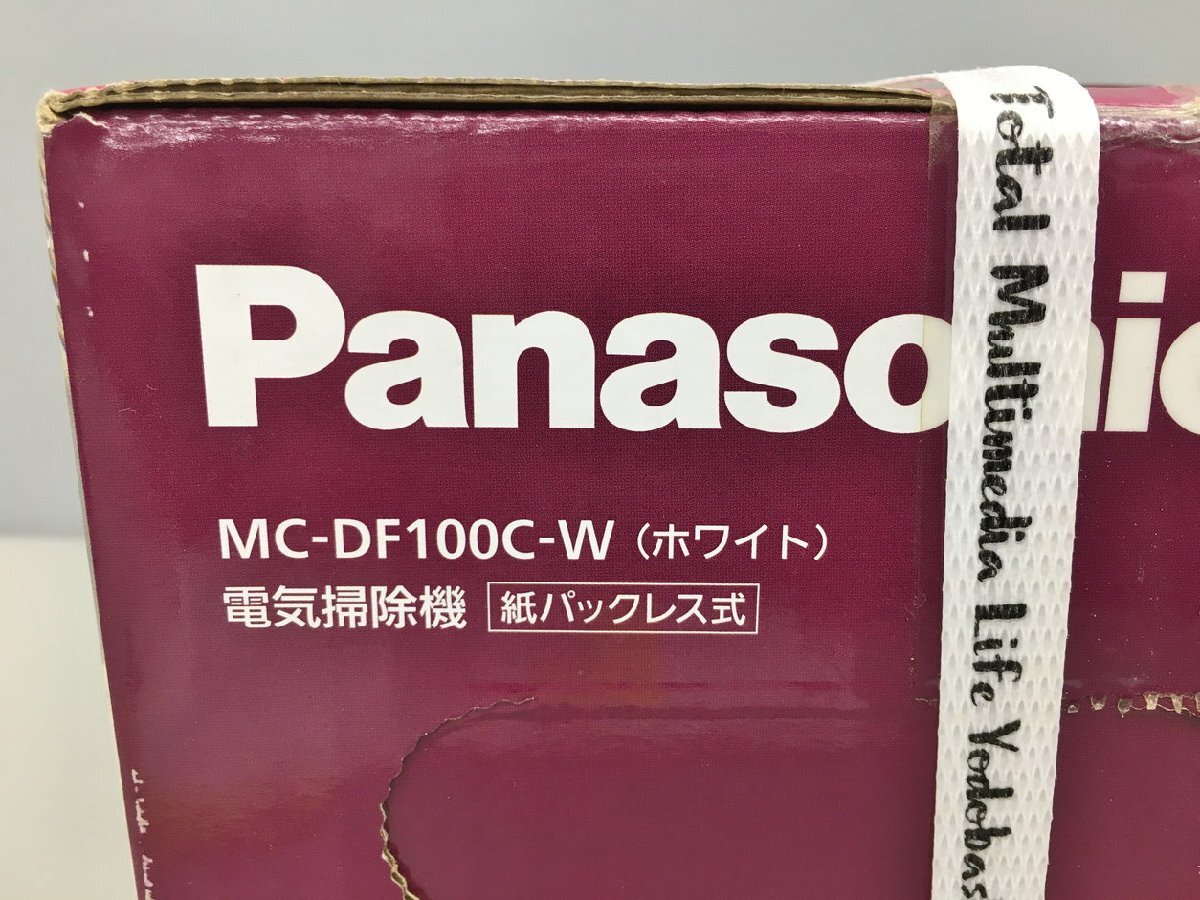 Panasonic
MC-DF100C-W（ホワイト）
電気掃除機 紙パックレス式
Total Multimedia Life Yodobas